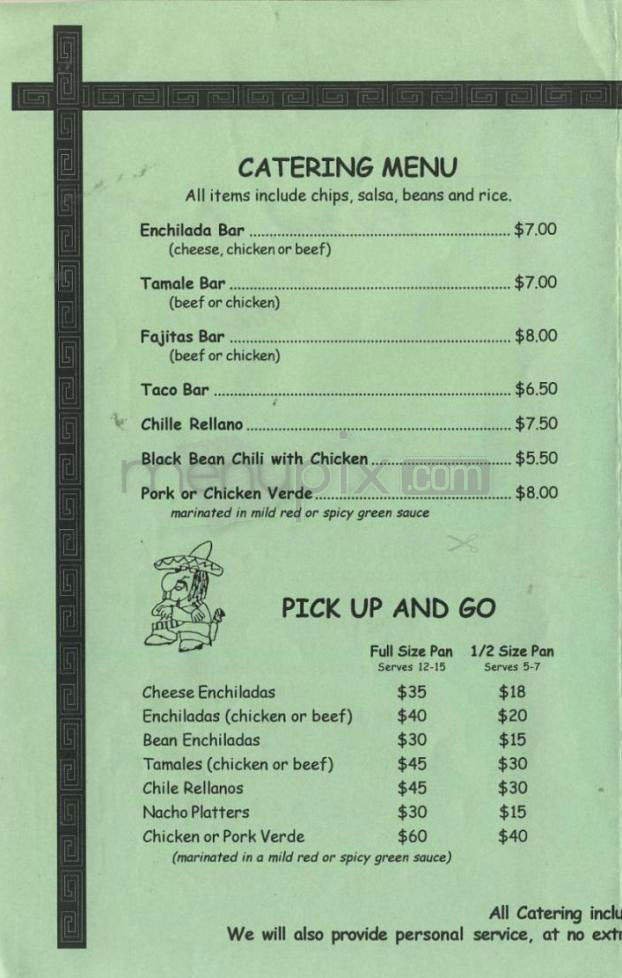 CATERING MENU
All items include chips, salsa, beans and rice.
Enchilada Bar ........ $7.00
(cheese, chicken or beef)
Tamale Bar ........ $7.00
(beef or chicken)
Fajitas Bar ........ $8.00
(beef or chicken)
Taco Bar ........ $6.50
Chille Rellano ........ $7.50
Black Bean Chili with Chicken ........ $5.50
menupix.com
Pork or Chicken Verde ........ $8.00
marinated in mild red or spicy green sauce
PICK UP AND GO
Full Size Pan 1/2 Size Pan
Serves 12-15 Serves 5-7
Cheese Enchiladas $35 $18
Enchiladas (chicken or beef) $40 $20
Bean Enchiladas $30 $15
Tamales (chicken or beef) $45 $30
Chile Rellanos $45 $30
Nacho Platters $30 $15
Chicken or Pork Verde $60 $40
(marinated in a mild red or spicy green sauce)
All Catering inclu
We will also provide personal service, at no extr